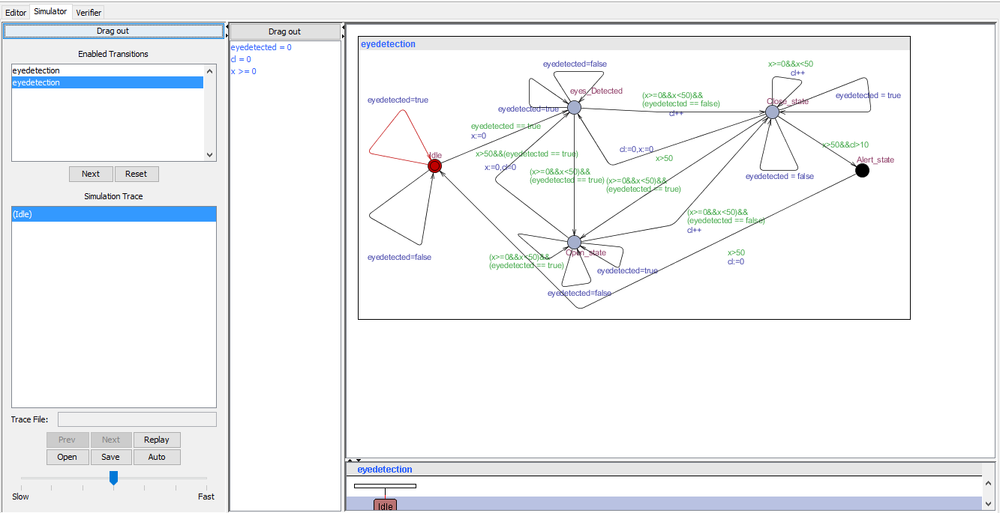 Editor Simulator Verifier
Drag out
Enabled Transitions
eyedetection
eyedetection
Next Reset
Simulation Trace
(Idle)
Trace File:
Prev Next Replay
Open Save Auto
Slow Fast
Drag out
eyedetected = 0
cl = 0
x >= 0
eyedetection
eyedetected=false
x>=0&&x<50
cl++
eyes_Detected
eyedetected=true
eyedetected=true
(x>=0&&x<50)&&
(eyedetected == false)
cl++
Close_state
eyedetected = true
eyedetected == true
x:=0
x>50&&cl>10
Idle
x>50&&(eyedetected == true)
x:=0,cl=0
cl:=0,x:=0
x>50
Alert_state
(x>=0&&x<50)&&
(eyedetected == true)
(x>=0&&x<50)&&
(eyedetected == true)
eyedetected = false
(x>=0&&x<50)&&
(eyedetected == false)
cl++
eyedetected=false
(x>=0&&x<50)&&
(eyedetected == true)
Open_state
eyedetected=true
eyedetected=false
x>50
cl:=0
eyedetection
Idle